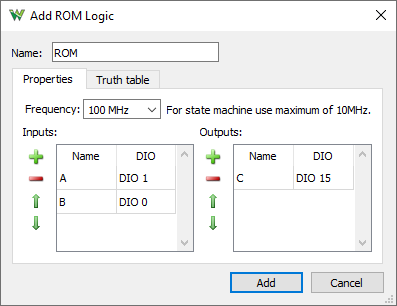 Add ROM Logic
Name: ROM
Properties Truth table
Frequency: 100 MHz For state machine use maximum of 10MHz.
Inputs: Outputs:
Name DIO Name DIO
A DIO 1 C DIO 15
B DIO 0
Add Cancel